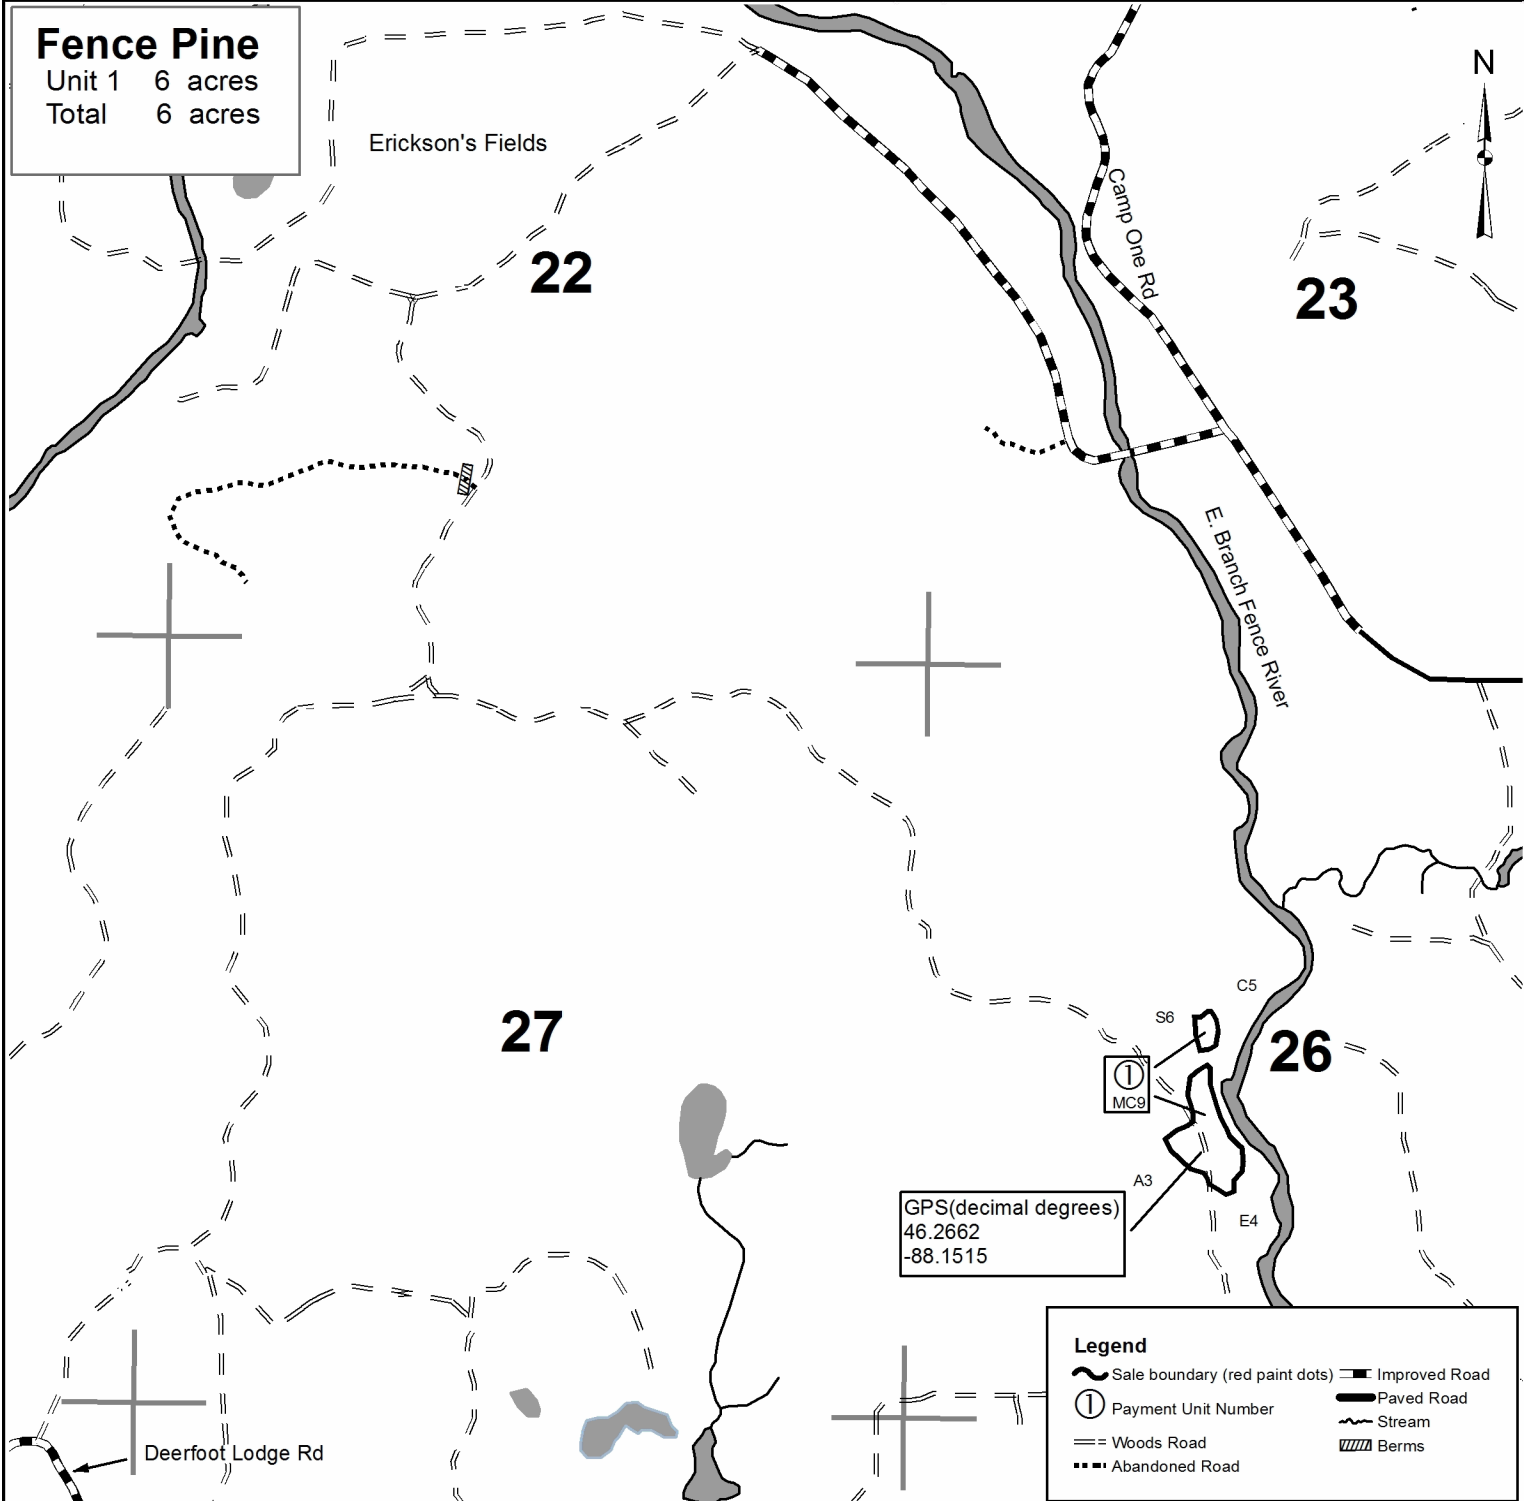 Fence Pine
Unit 1 6 acres
Total 6 acres
N
Erickson's Fields
Camp One Rd
22
23
E. Branch Fence River
C5
S6
27
26
1
MC9
A3
GPS(decimal degrees)
46.2662
-88.1515
E4
Legend
Sale boundary (red paint dots)
Improved Road
Paved Road
1 Payment Unit Number
Stream
Woods Road
Berms
Abandoned Road
Deerfoot Lodge Rd